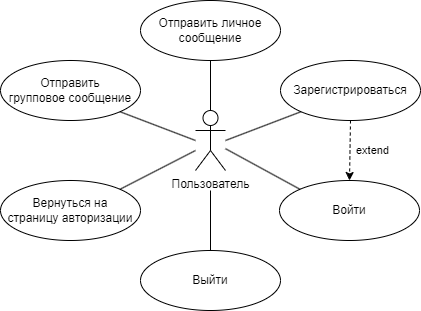 Отправить личное
сообщение
Отправить
групповое сообщение
Зарегистрироваться
extend
Пользователь
Вернуться на
страницу авторизации
Войти
Выйти